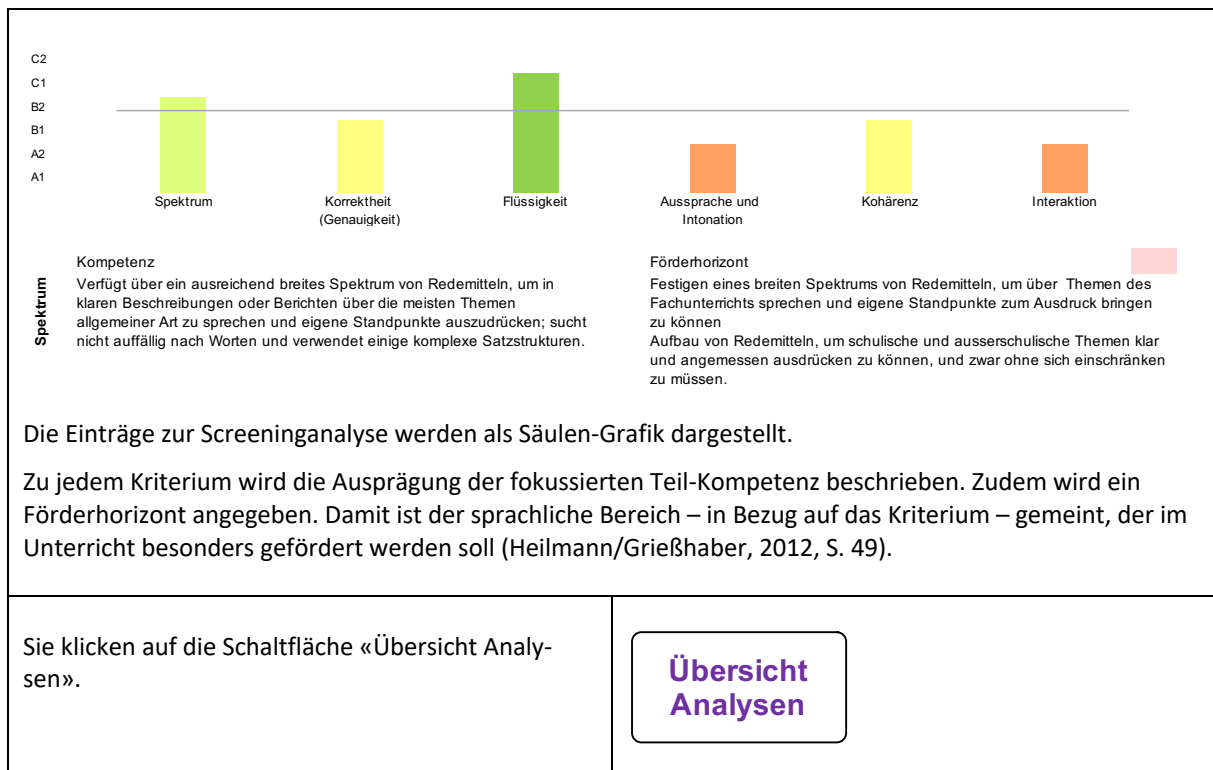 C2
C1
B2
B1
A2
A1
Spektrum
Korrektheit
(Genauigkeit)
Flüssigkeit
Aussprache und
Intonation
Kohärenz
Interaktion
Spektrum
Kompetenz
Verfügt über ein ausreichend breites Spektrum von Redemitteln, um in
klaren Beschreibungen oder Berichten über die meisten Themen
allgemeiner Art zu sprechen und eigene Standpunkte auszudrücken; sucht
nicht auffällig nach Worten und verwendet einige komplexe Satzstrukturen.
Förderhorizont
Festigen eines breiten Spektrums von Redemitteln, um über Themen des
Fachunterrichts sprechen und eigene Standpunkte zum Ausdruck bringen
zu können
Aufbau von Redemitteln, um schulische und ausserschulische Themen klar
und angemessen ausdrücken zu können, und zwar ohne sich einschränken
zu müssen.
Die Einträge zur Screeninganalyse werden als Säulen-Grafik dargestellt.
Zu jedem Kriterium wird die Ausprägung der fokussierten Teil-Kompetenz beschrieben. Zudem wird ein
Förderhorizont angegeben. Damit ist der sprachliche Bereich – in Bezug auf das Kriterium – gemeint, der im
Unterricht besonders gefördert werden soll (Heilmann/Grießhaber, 2012, S. 49).
Sie klicken auf die Schaltfläche «Übersicht Analy-
sen».
Übersicht
Analysen